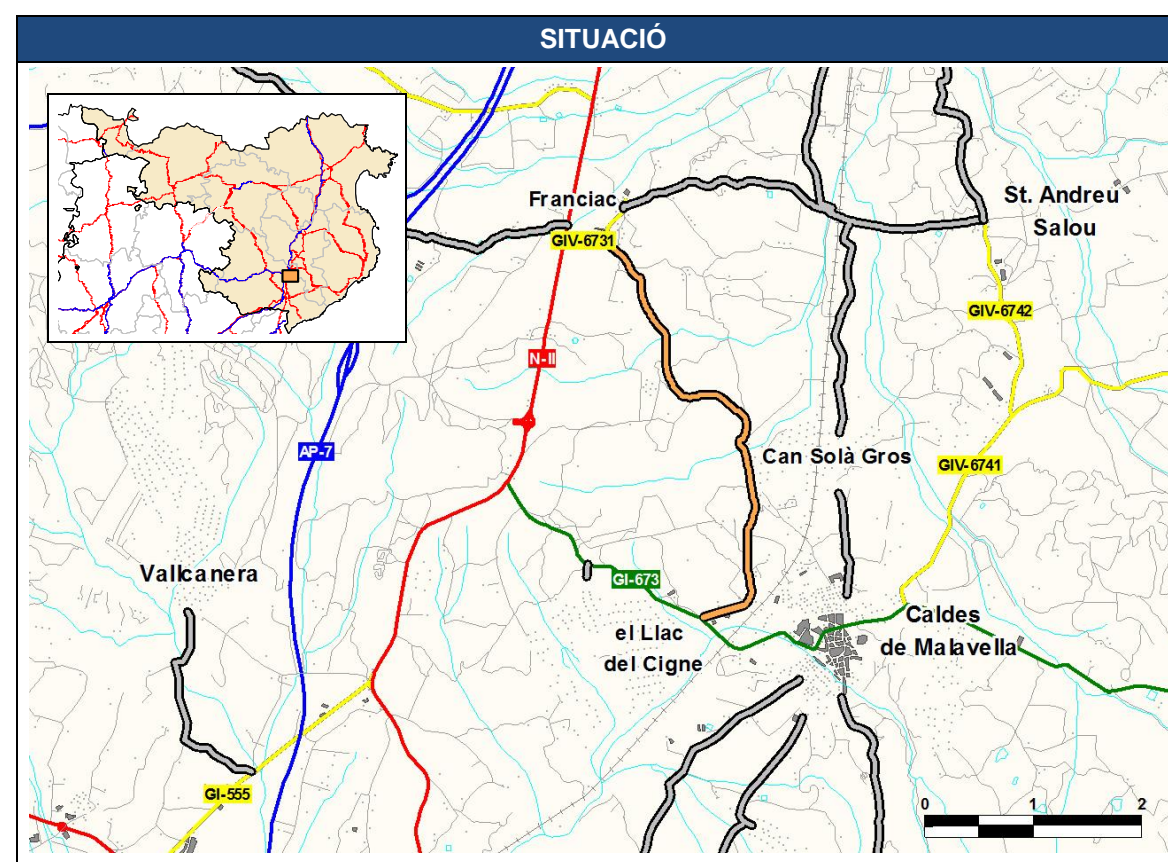 SITUACIÓ
Franciac
GIV-6731
St. Andreu
Salou
GIV-6742
N-II
AP-7
Can Solà Gros
GIV-6741
Vallcanera
GI-673
el Llac
del Cigne
Caldes
de Malavella
GI-555
0 1 2